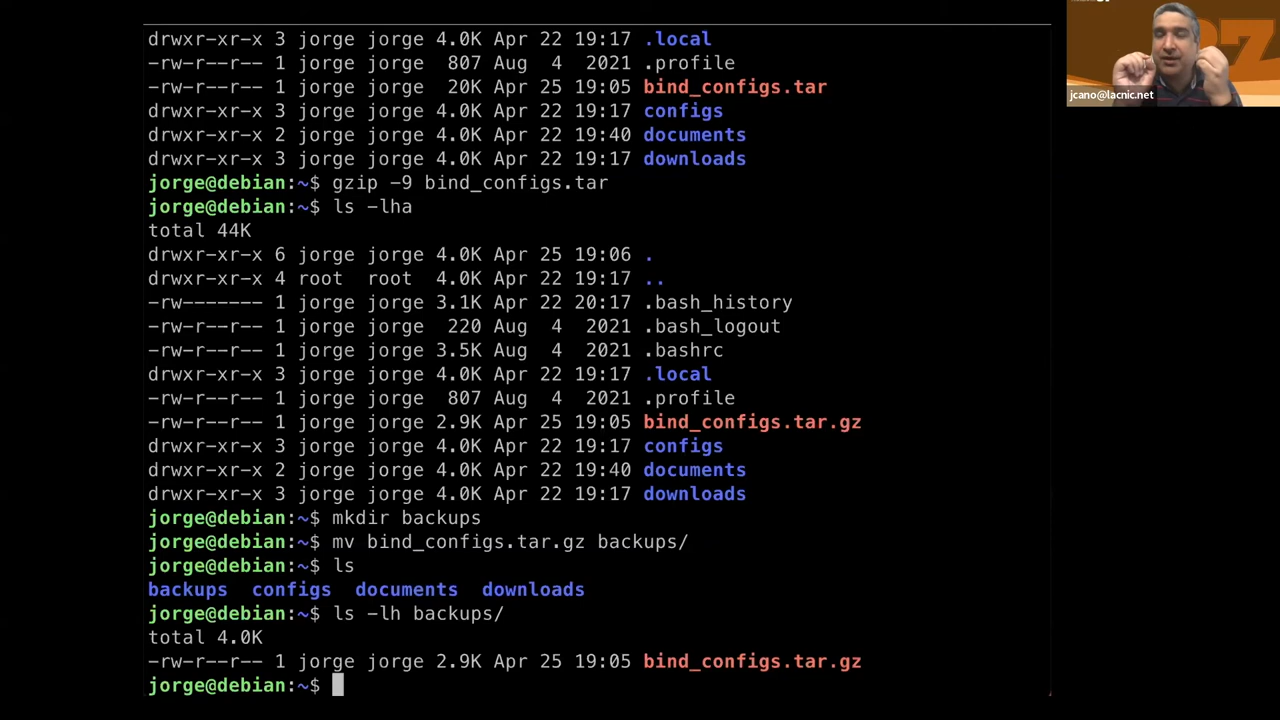 drwxr-xr-x 3 jorge jorge 4.0K Apr 22 19:17 .local
-rw-r--r-- 1 jorge jorge  807 Aug  4  2021 .profile
-rw-r--r-- 1 jorge jorge  20K Apr 25 19:05 bind_configs.tar
drwxr-xr-x 3 jorge jorge 4.0K Apr 22 19:17 configs
drwxr-xr-x 2 jorge jorge 4.0K Apr 22 19:40 documents
drwxr-xr-x 3 jorge jorge 4.0K Apr 22 19:17 downloads
jorge@debian:~$ gzip -9 bind_configs.tar
jorge@debian:~$ ls -lha
total 44K
drwxr-xr-x 6 jorge jorge 4.0K Apr 25 19:06 .
drwxr-xr-x 4 root  root  4.0K Apr 22 19:17 ..
-rw------- 1 jorge jorge 3.1K Apr 22 20:17 .bash_history
-rw-r--r-- 1 jorge jorge  220 Aug  4  2021 .bash_logout
-rw-r--r-- 1 jorge jorge 3.5K Aug  4  2021 .bashrc
drwxr-xr-x 3 jorge jorge 4.0K Apr 22 19:17 .local
-rw-r--r-- 1 jorge jorge  807 Aug  4  2021 .profile
-rw-r--r-- 1 jorge jorge 2.9K Apr 25 19:05 bind_configs.tar.gz
drwxr-xr-x 3 jorge jorge 4.0K Apr 22 19:17 configs
drwxr-xr-x 2 jorge jorge 4.0K Apr 22 19:40 documents
drwxr-xr-x 3 jorge jorge 4.0K Apr 22 19:17 downloads
jorge@debian:~$ mkdir backups
jorge@debian:~$ mv bind_configs.tar.gz backups/
jorge@debian:~$ ls
backups  configs  documents  downloads
jorge@debian:~$ ls -lh backups/
total 4.0K
-rw-r--r-- 1 jorge jorge 2.9K Apr 25 19:05 bind_configs.tar.gz
jorge@debian:~$
jcano@lacnic.net